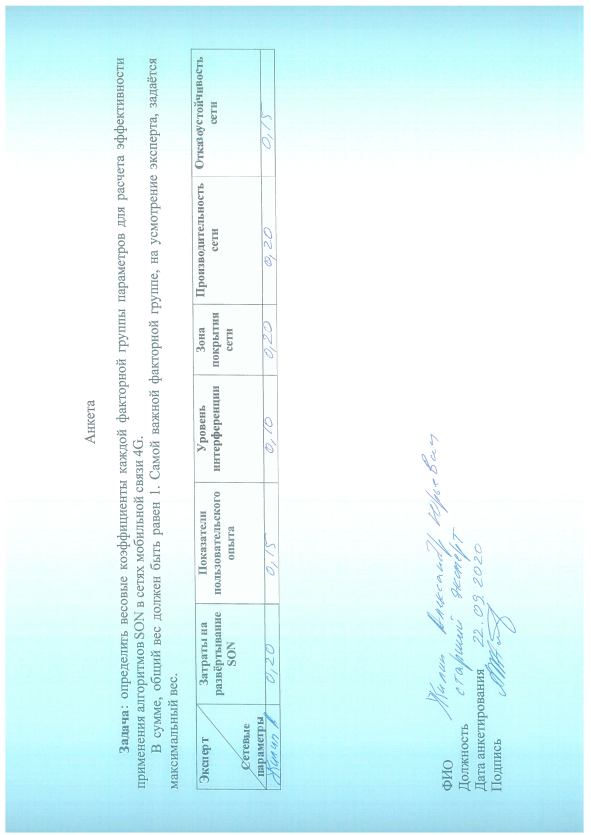 Анкета
Задача: определить весовые коэффициенты каждой факторной группы параметров для расчета эффективности
применения алгоритмов SON в сетях мобильной связи 4G.
В сумме, общий вес должен быть равен 1. Самой важной факторной группе, на усмотрение эксперта, задаётся
максимальный вес.
Эксперт
Сетевые
параметры
Затраты на
развёртывание
SON
Показатели
пользовательского
опыта
Уровень
интерференции
Зона
покрытия
сети
Производительность
сети
Отказоустойчивость
сети
0,20
0,15
0,10
0,20
0,20
0,15
ФИО Жилин Александр Юрьевич
Должность старший эксперт
Дата анкетирования 22.09.2020
Подпись